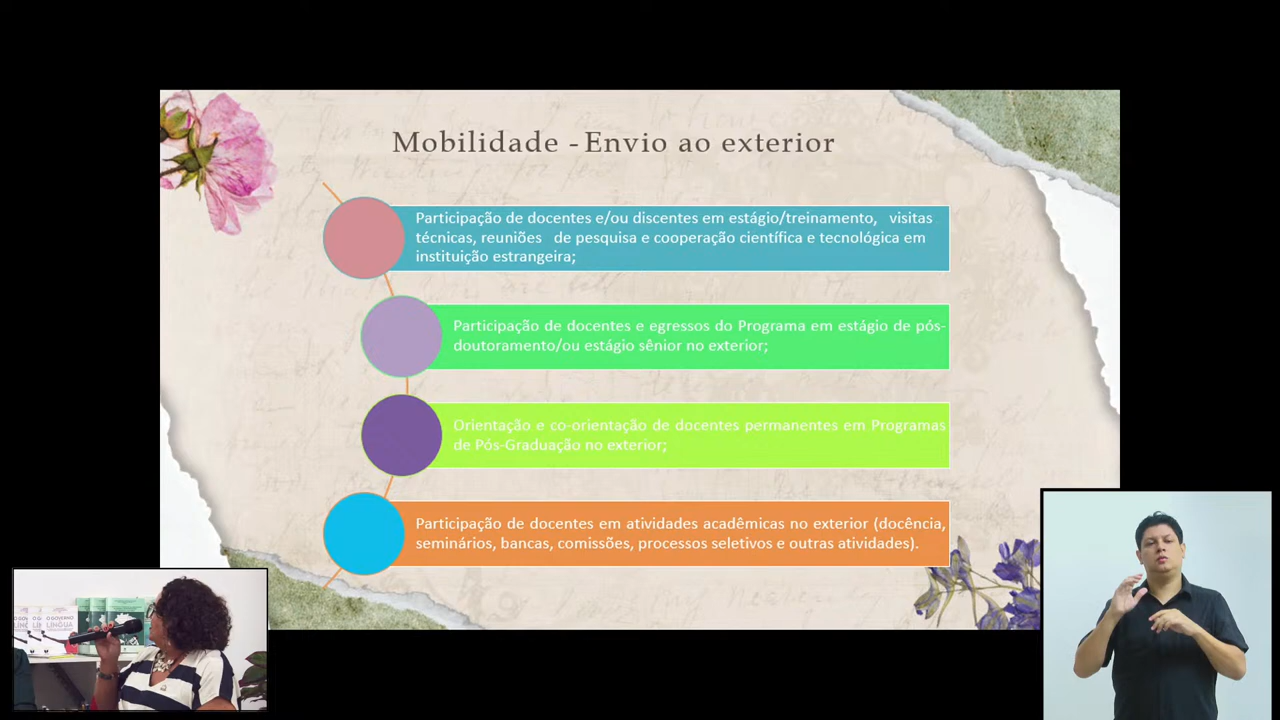 Mobilidade - Envio ao exterior
Participação de docentes e/ou discentes em estágio/treinamento, visitas
técnicas, reuniões de pesquisa e cooperação científica e tecnológica em
instituição estrangeira;
Participação de docentes e egressos do Programa em estágio de pós-
doutoramento/ou estágio sênior no exterior;
Orientação e co-orientação de docentes permanentes em Programas
de Pós-Graduação no exterior;
Participação de docentes em atividades acadêmicas no exterior (docência,
seminários, bancas, comissões, processos seletivos e outras atividades).
O GOVERNO
LÍNGUA